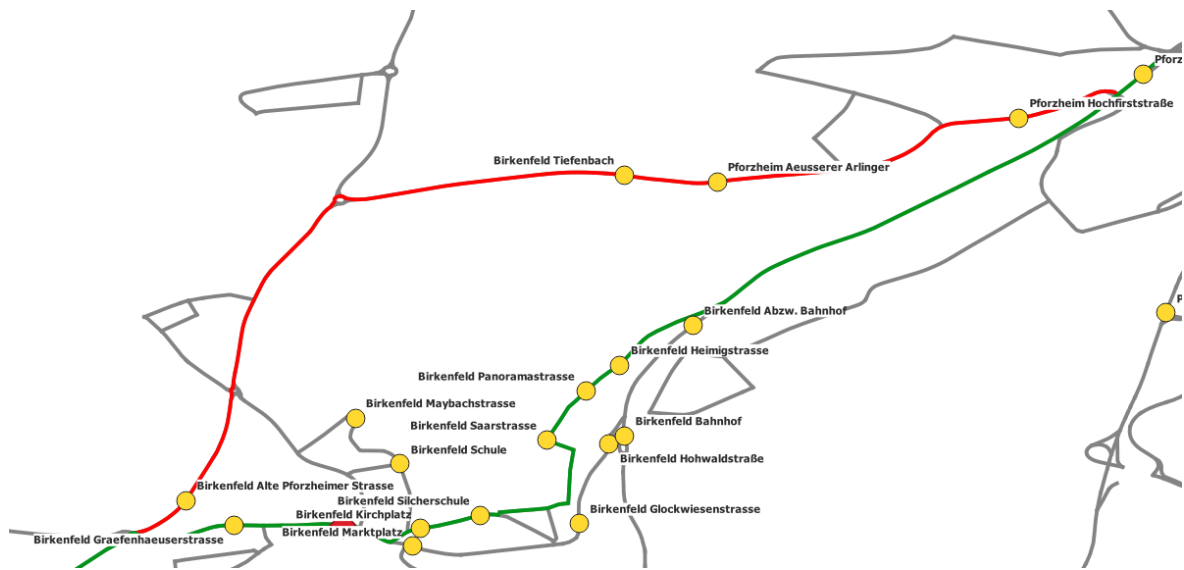 Pforz
Pforzheim Hochfirststraße
Birkenfeld Tiefenbach
Pforzheim Aeusserer Arlinger
P
Birkenfeld Abzw. Bahnhof
Birkenfeld Heimigstrasse
Birkenfeld Panoramastrasse
Birkenfeld Maybachstrasse
Birkenfeld Saarstrasse
Birkenfeld Bahnhof
Birkenfeld Schule
Birkenfeld Hohwaldstraße
Birkenfeld Alte Pforzheimer Strasse
Birkenfeld Silcherschule
Birkenfeld Glockwiesenstrasse
Birkenfeld Kirchplatz
Birkenfeld Marktplatz
Birkenfeld Graefenhaeuserstrasse